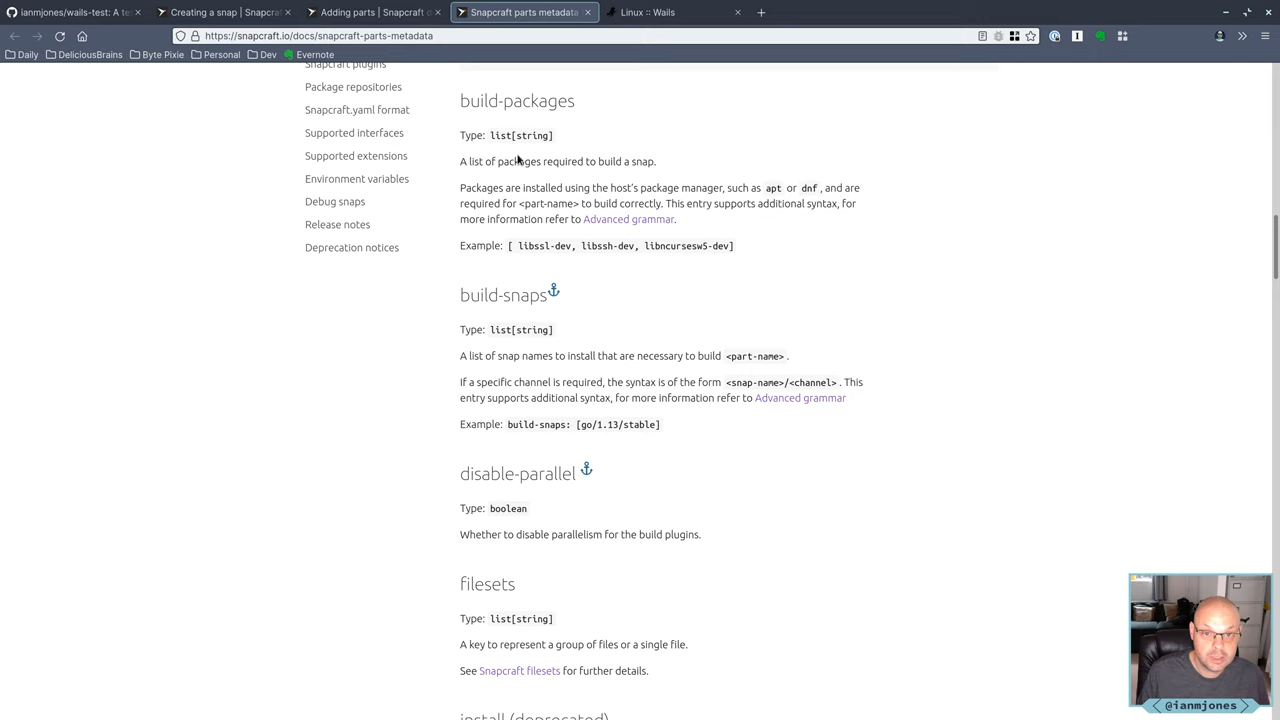 ianmjones/wails-test: A te
Creating a snap | Snapcraf
Adding parts | Snapcraft d
Snapcraft parts metadata
Linux :: Wails
https://snapcraft.io/docs/snapcraft-parts-metadata
Daily
DeliciousBrains
Byte Pixie
Personal
Dev
Evernote
Snapcraft plugins
Package repositories
Snapcraft.yaml format
Supported interfaces
Supported extensions
Environment variables
Debug snaps
Release notes
Deprecation notices
build-packages
Type: list[string]
A list of packages required to build a snap.
Packages are installed using the host's package manager, such as apt or dnf, and are
required for <part-name> to build correctly. This entry supports additional syntax, for
more information refer to Advanced grammar.
Example: [ libssl-dev, libssh-dev, libncursesw5-dev]
build-snaps
Type: list[string]
A list of snap names to install that are necessary to build <part-name>.
If a specific channel is required, the syntax is of the form <snap-name>/<channel>. This
entry supports additional syntax, for more information refer to Advanced grammar
Example: build-snaps: [go/1.13/stable]
disable-parallel
Type: boolean
Whether to disable parallelism for the build plugins.
filesets
Type: list[string]
A key to represent a group of files or a single file.
See Snapcraft filesets for further details.
install (deprecated)
@ianmjones